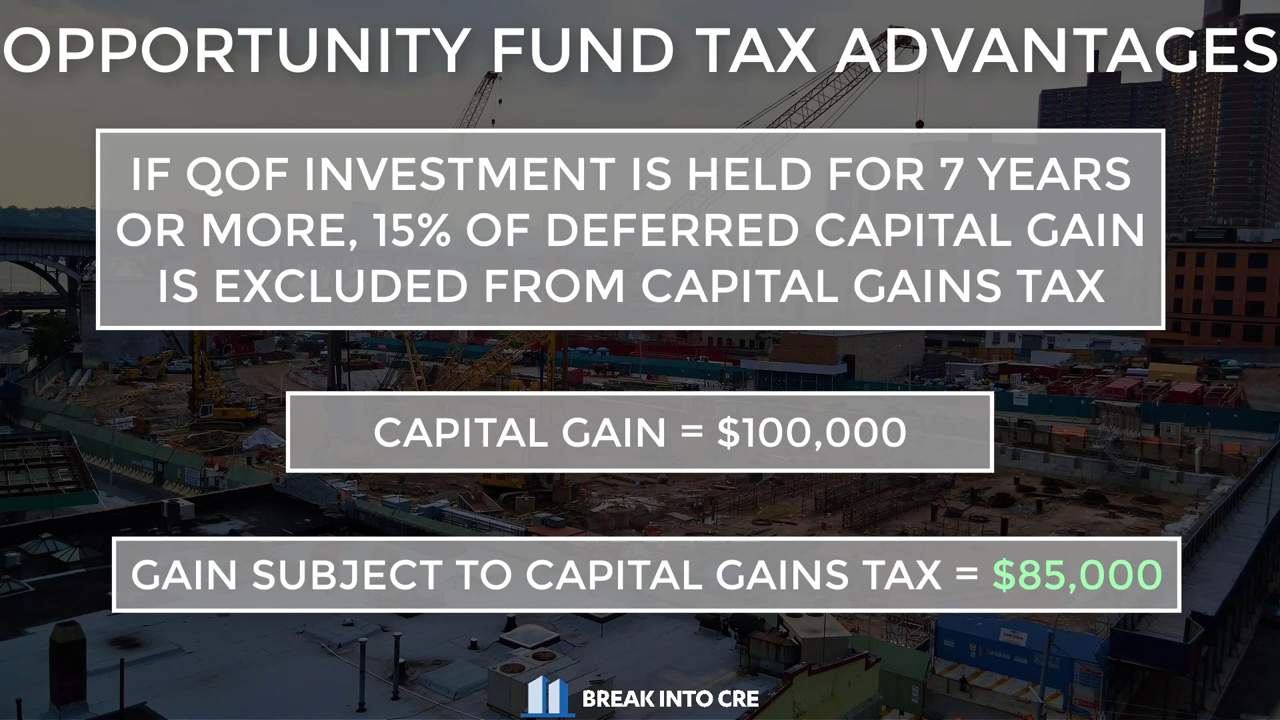 OPPORTUNITY FUND TAX ADVANTAGES
IF QOF INVESTMENT IS HELD FOR 7 YEARS
OR MORE, 15% OF DEFERRED CAPITAL GAIN
IS EXCLUDED FROM CAPITAL GAINS TAX
CAPITAL GAIN = $100,000
GAIN SUBJECT TO CAPITAL GAINS TAX = $85,000
BREAK INTO CRE